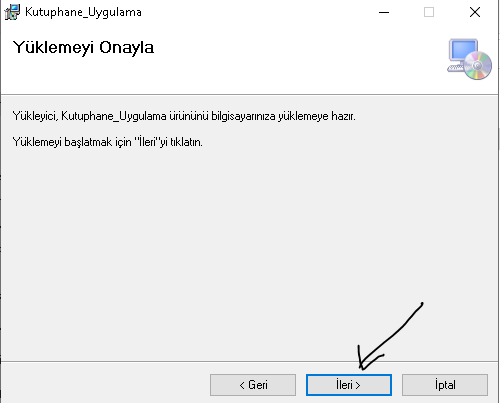 Kutuphane_Uygulama
Yüklemeyi Onayla
Yükleyici, Kutuphane_Uygulama ürününü bilgisayarınıza yüklemeye hazır.
Yüklemeyi başlatmak için "İleri"yi tıklatın.
< Geri
İleri >
İptal